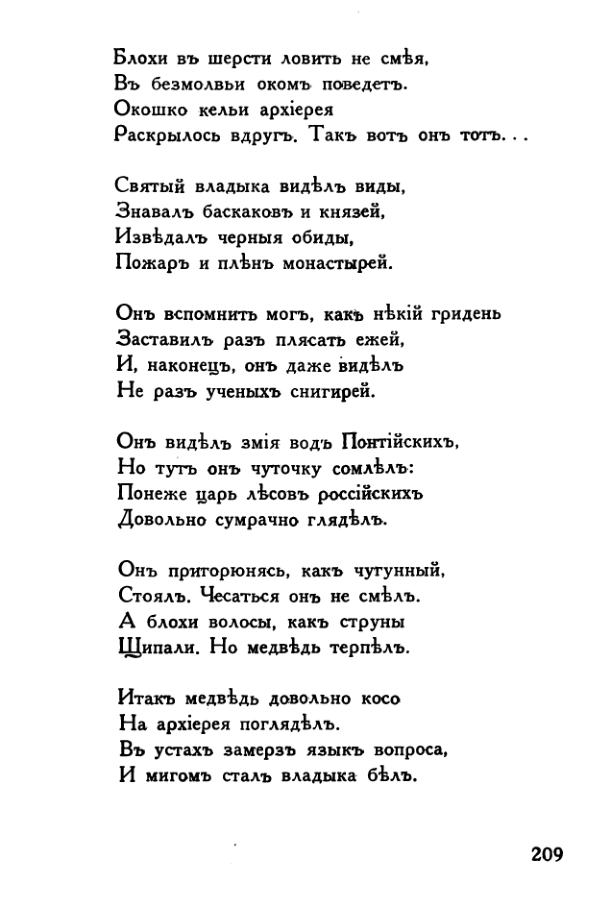 Блохи въ шерсти ловить не смѣя,
Въ безмолвьи окомъ поведетъ.
Окошко кельи архіерея
Раскрылось вдругъ. Такъ вотъ онъ тотъ. . .
Святый владыка видѣлъ виды,
Знавалъ баскаковъ и князей,
Извѣдалъ черныя обиды,
Пожаръ и плѣнъ монастырей.
Онъ вспомнить могъ, какъ нѣкій гридень
Заставилъ разъ плясать ежей,
И, наконецъ, онъ даже видѣлъ
Не разъ ученыхъ снигирей.
Онъ видѣлъ змія водъ Понтійскихъ,
Но тутъ онъ чуточку сомлѣлъ:
Понеже царь лѣсовъ россійскихъ
Довольно сумрачно глядѣлъ.
Онъ пригорюнясь, какъ чугунный,
Стоялъ. Чесаться онъ не смѣлъ.
А блохи волосы, какъ струны
Щипали. Но медвѣдь терпѣлъ.
Итакъ медвѣдь довольно косо
На архіерея поглядѣлъ.
Въ устахъ замерзъ языкъ вопроса,
И мигомъ сталъ владыка бѣлъ.
209